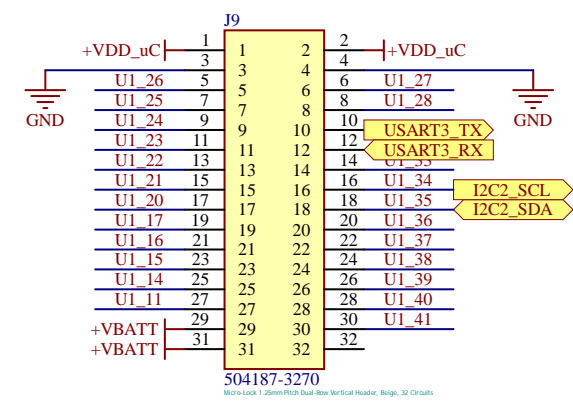 J9
+VDD_uC 1 1 2 2 +VDD_uC
3 3 4 4
U1_26 5 5 6 6 U1_27
U1_25 7 7 8 8 U1_28
U1_24 9 9 10 10 USART3_TX
U1_23 11 11 12 12 USART3_RX
U1_22 13 13 14 14
U1_21 15 15 16 16 U1_34 I2C2_SCL
U1_20 17 17 18 18 U1_35 I2C2_SDA
U1_17 19 19 20 20 U1_36
U1_16 21 21 22 22 U1_37
U1_15 23 23 24 24 U1_38
U1_14 25 25 26 26 U1_39
U1_11 27 27 28 28 U1_40
+VBATT 29 29 30 30 U1_41
+VBATT 31 31 32 32
GND
GND
504187-3270
Micro-Lock 1.25mm Pitch Dual-Row Vertical Header, Beige, 32 Circuits